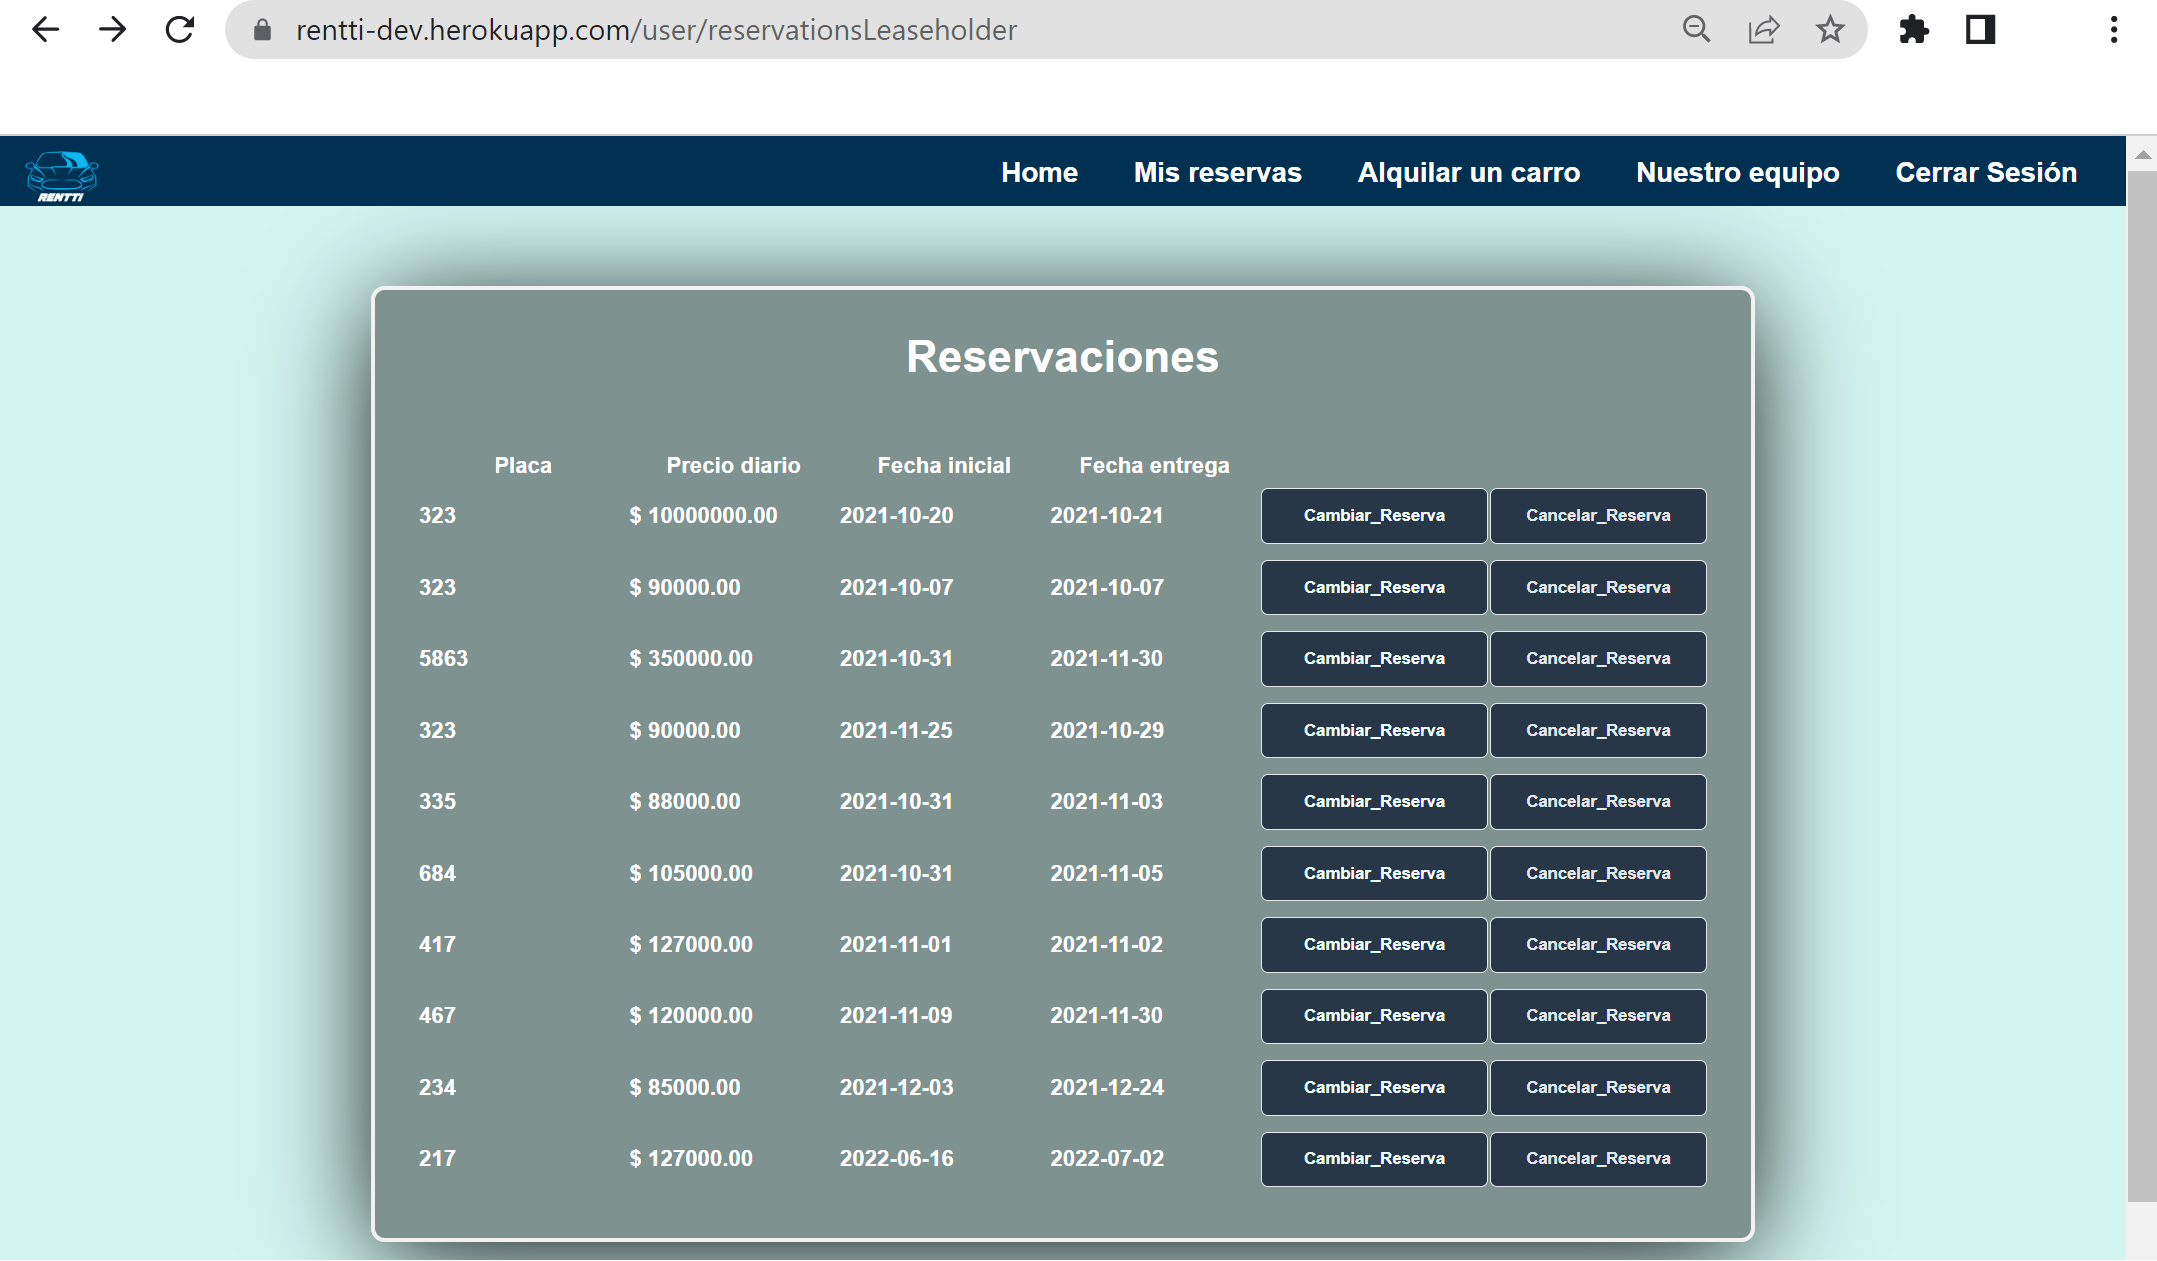 rentti-dev.herokuapp.com/user/reservationsLeaseholder
RENTTI Home Mis reservas Alquilar un carro Nuestro equipo Cerrar Sesión
Reservaciones
Placa Precio diario Fecha inicial Fecha entrega
323 $ 10000000.00 2021-10-20 2021-10-21 Cambiar_Reserva Cancelar_Reserva
323 $ 90000.00 2021-10-07 2021-10-07 Cambiar_Reserva Cancelar_Reserva
5863 $ 350000.00 2021-10-31 2021-11-30 Cambiar_Reserva Cancelar_Reserva
323 $ 90000.00 2021-11-25 2021-10-29 Cambiar_Reserva Cancelar_Reserva
335 $ 88000.00 2021-10-31 2021-11-03 Cambiar_Reserva Cancelar_Reserva
684 $ 105000.00 2021-10-31 2021-11-05 Cambiar_Reserva Cancelar_Reserva
417 $ 127000.00 2021-11-01 2021-11-02 Cambiar_Reserva Cancelar_Reserva
467 $ 120000.00 2021-11-09 2021-11-30 Cambiar_Reserva Cancelar_Reserva
234 $ 85000.00 2021-12-03 2021-12-24 Cambiar_Reserva Cancelar_Reserva
217 $ 127000.00 2022-06-16 2022-07-02 Cambiar_Reserva Cancelar_Reserva